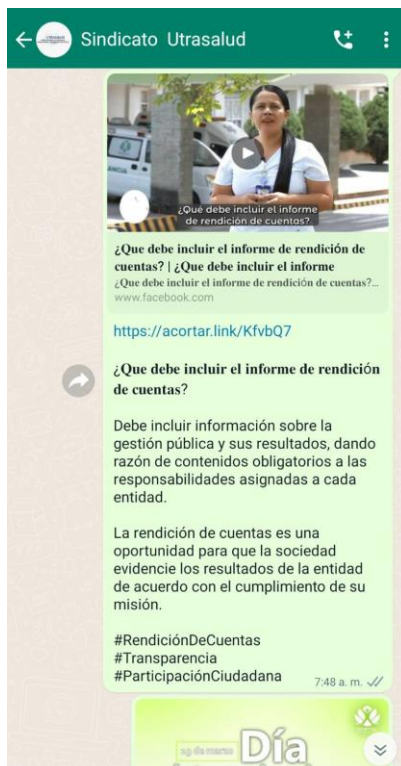 Sindicato Utrasalud
¿Qué debe incluir el informe
de rendición de cuentas?
¿Que debe incluir el informe de rendición de
cuentas? | ¿Que debe incluir el informe
¿Que debe incluir el informe de rendición de cuentas?...
www.facebook.com
https://acortar.link/KfvbQ7
¿Que debe incluir el informe de rendición
de cuentas?
Debe incluir información sobre la
gestión pública y sus resultados, dando
razón de contenidos obligatorios a las
responsabilidades asignadas a cada
entidad.
La rendición de cuentas es una
oportunidad para que la sociedad
evidencie los resultados de la entidad
de acuerdo con el cumplimiento de su
misión.
#RendiciónDeCuentas
#Transparencia
#ParticipaciónCiudadana
7:48 a. m.
29 de marzo
Día